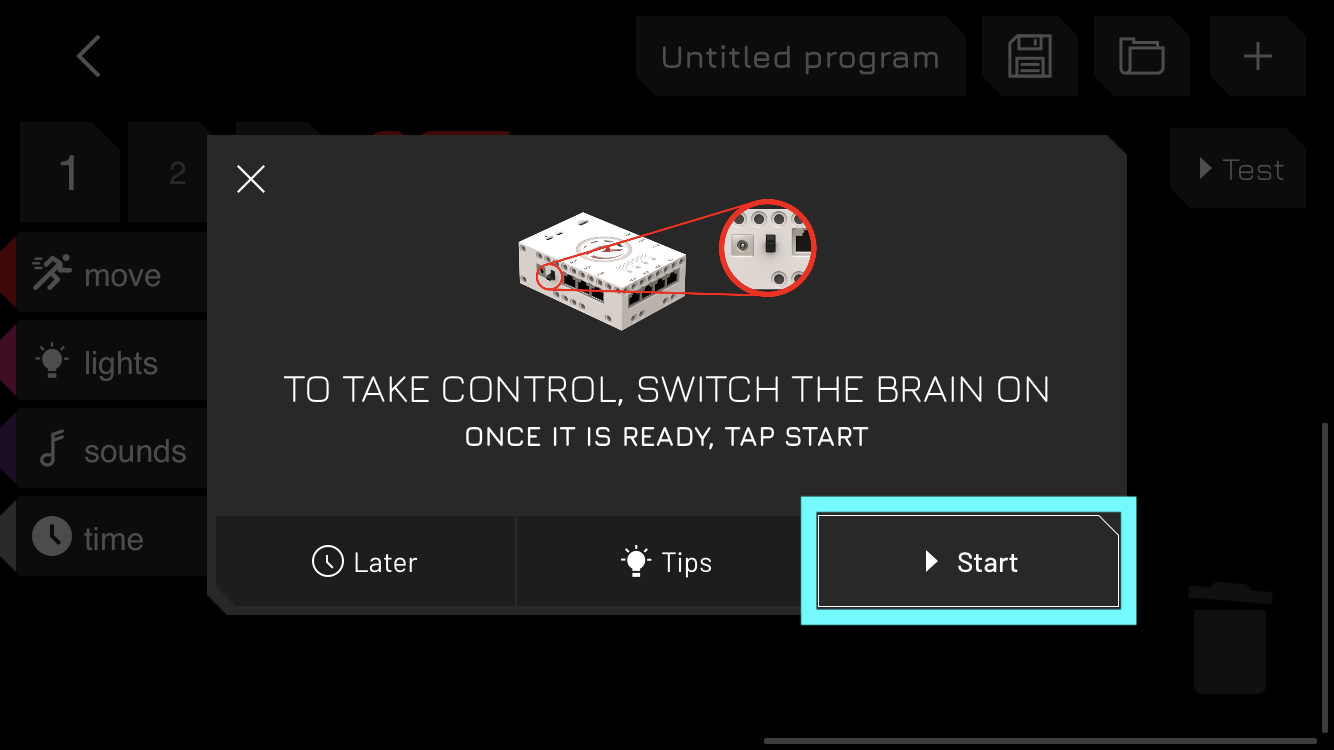 Untitled program
1
2
Test
move
lights
sounds
time
TO TAKE CONTROL, SWITCH THE BRAIN ON
ONCE IT IS READY, TAP START
Later
Tips
Start